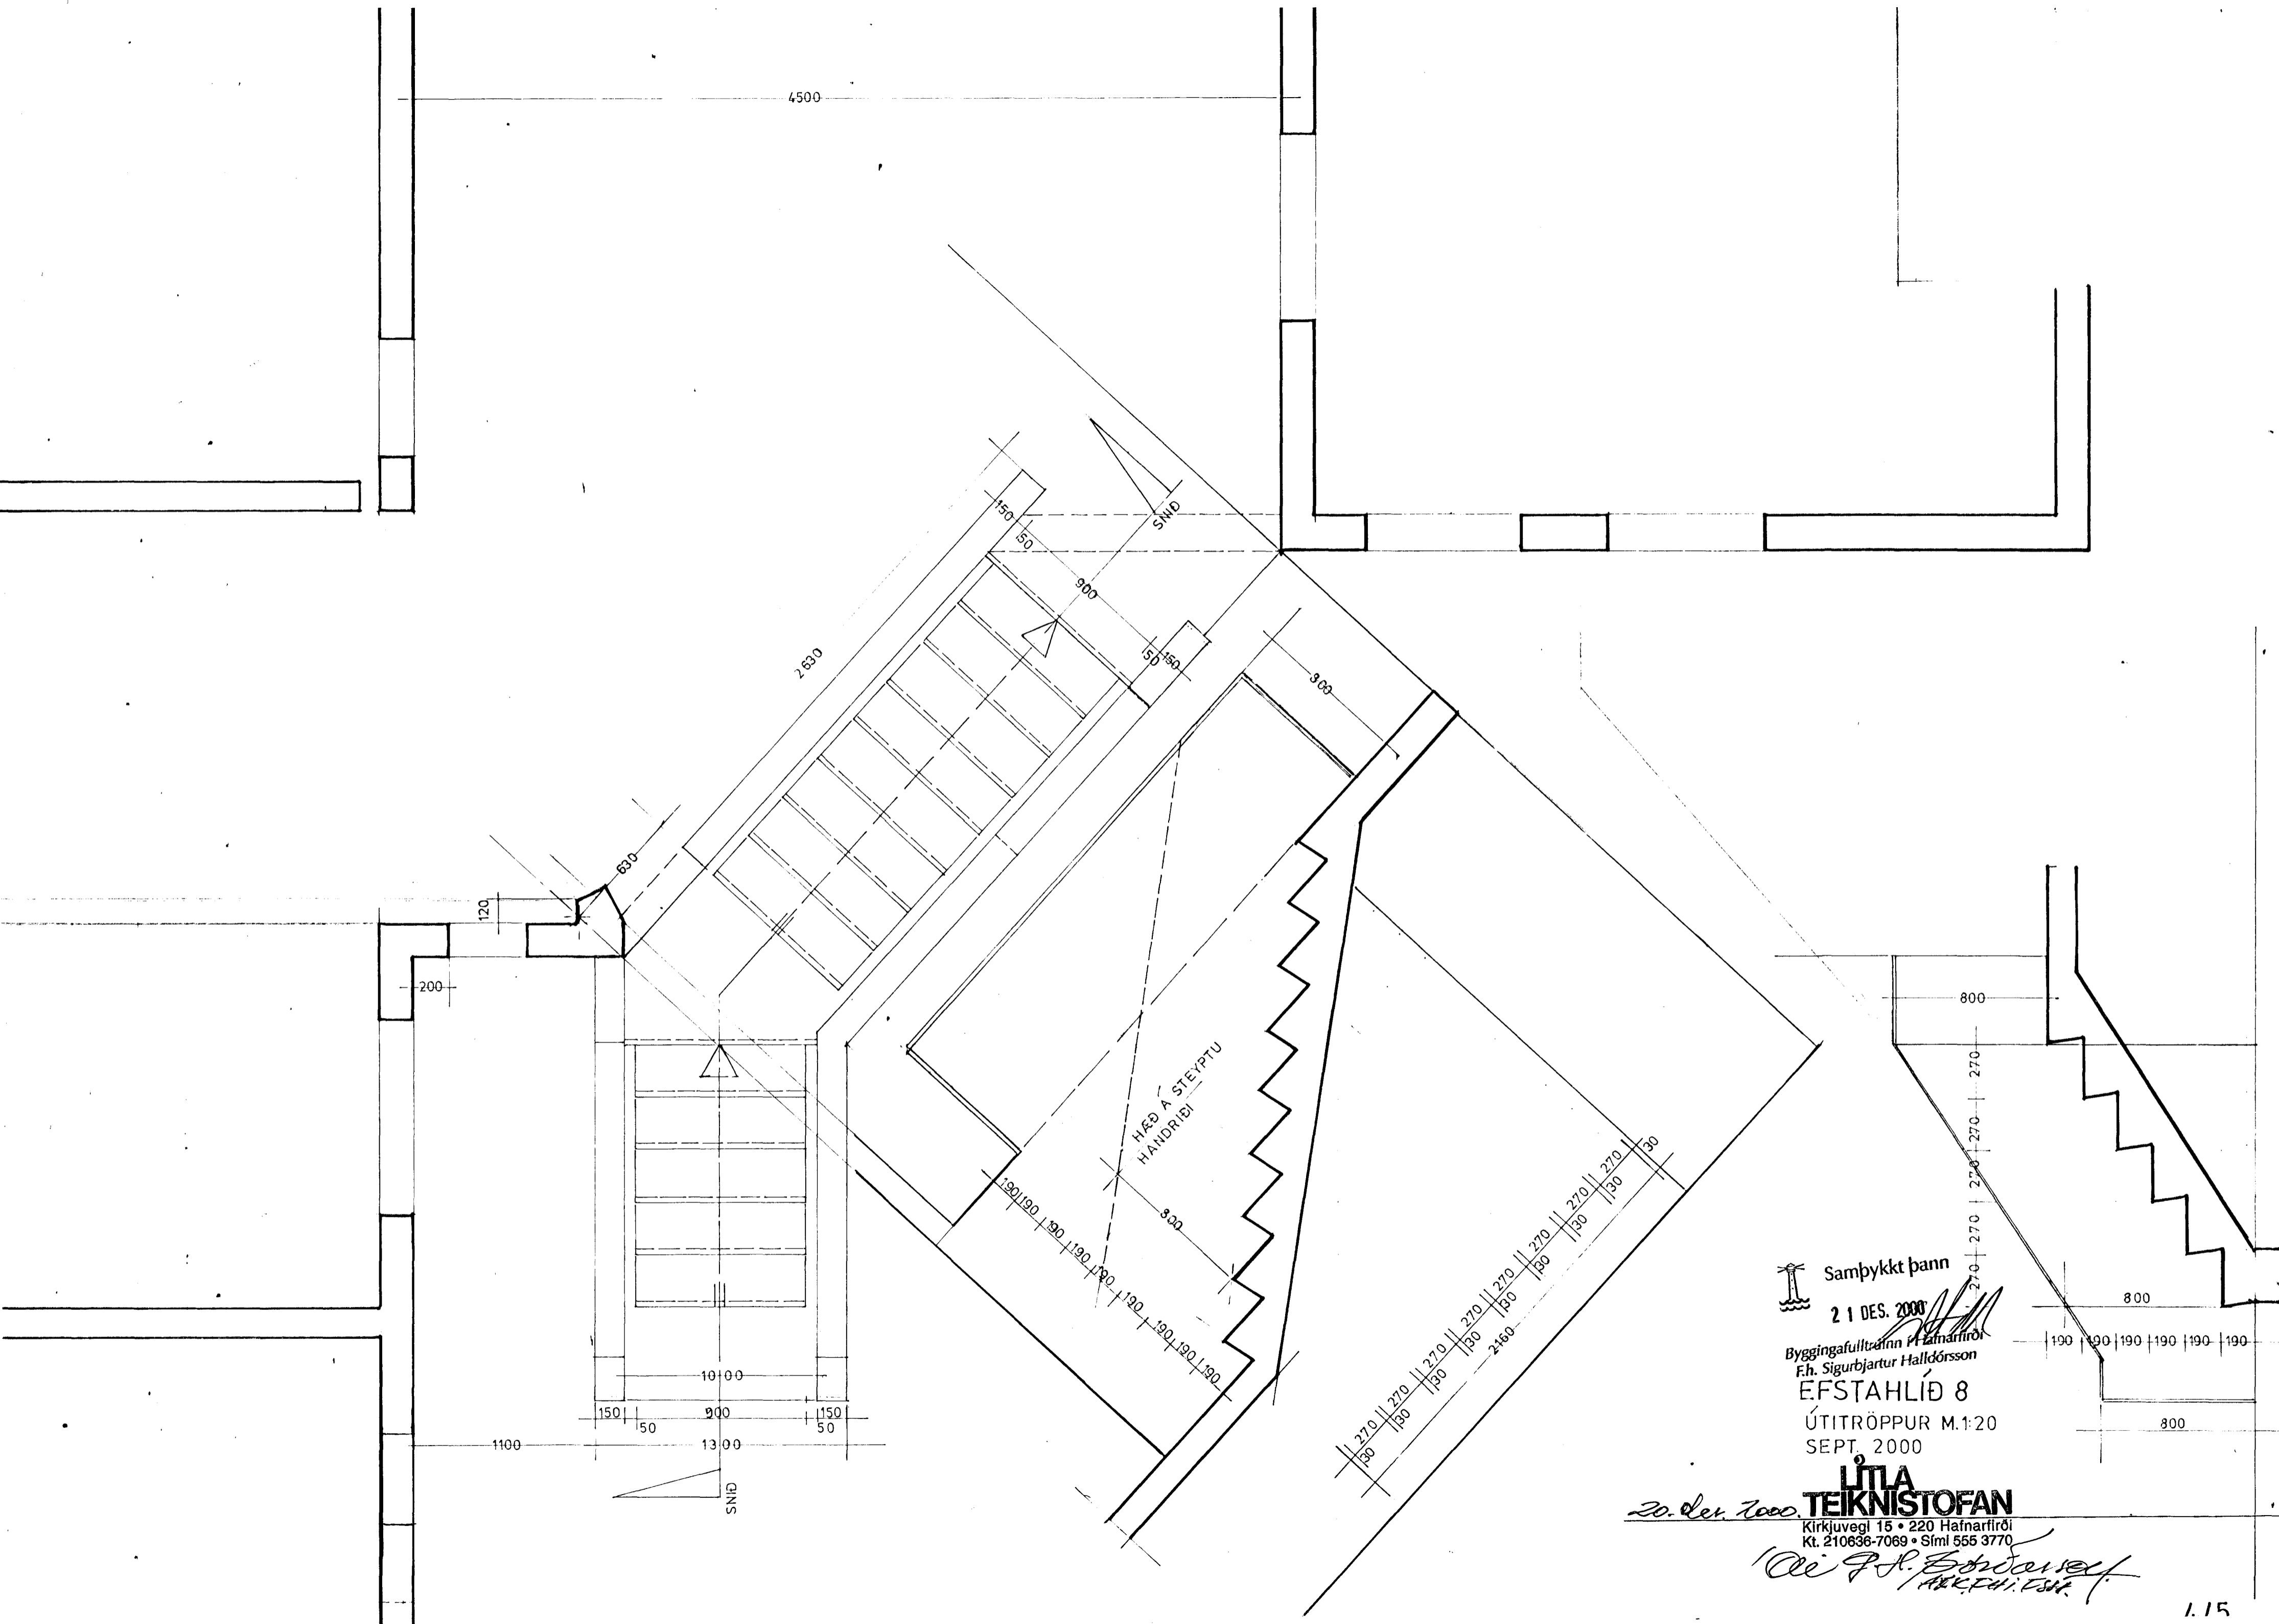 4500
SNIÐ
150
50
900
50
150
2630
800
630
120
200
800
270
270
270
270
270
HÆÐ Á STEYPTU
HANDRIÐI
800
190 190 190 190 190 190 190 190 190
270 270 270 270 270 270 270 270
30 30 30 30 30 30 30 30 30
2160
800
190 190 190 190 190 190
800
1000
150 900 150
50 50
1100 1300
SNIÐ
Samþykkt þann
21 DES. 2000
Byggingafulltrúinn í Hafnarfirði
F.h. Sigurbjartur Halldórsson
EFSTAHLÍÐ 8
ÚTITRÖPPUR M.1:20
SEPT. 2000
LITLA
20. des. 2000. TEIKNISTOFAN
Kirkjuvegi 15 • 220 Hafnarfirði
Kt. 210636-7069 • Sími 555 3770